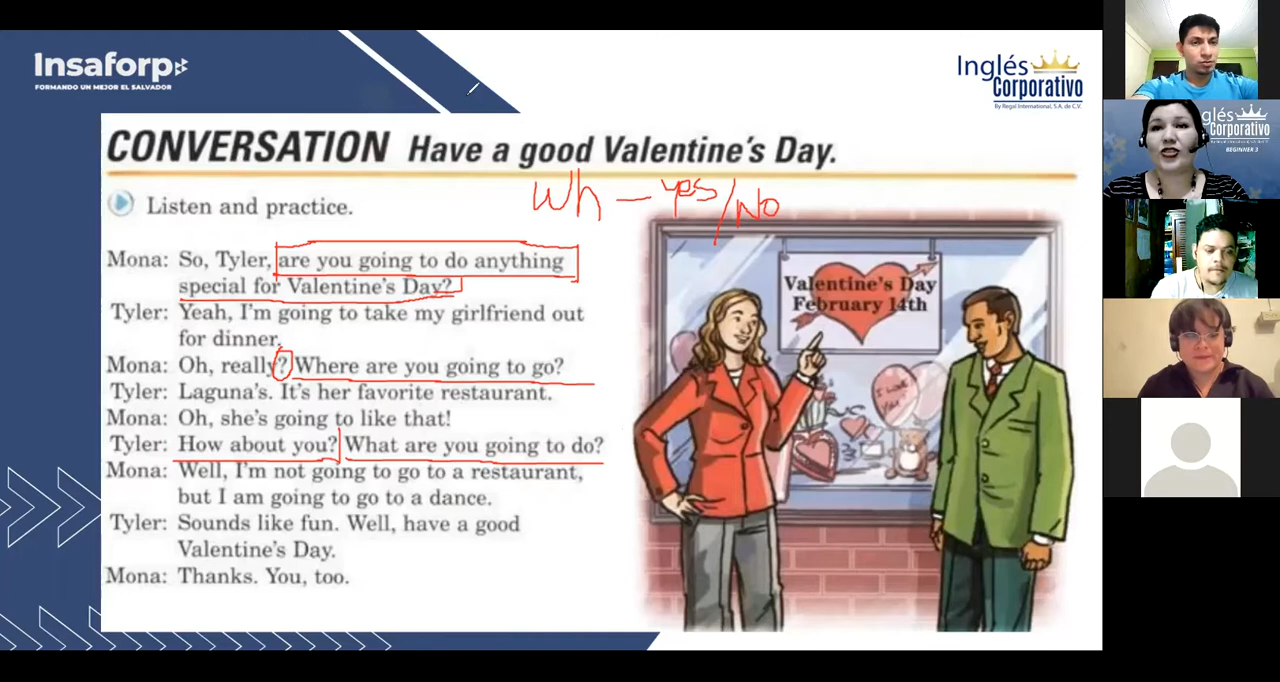 Insaforp
FORMANDO UN MEJOR EL SALVADOR
Inglés
Corporativo
By Regal International, S.A. de C.V.
CONVERSATION Have a good Valentine's Day.
Wh - yes/No
Listen and practice.
Mona: So, Tyler, are you going to do anything
special for Valentine's Day?
Tyler: Yeah, I'm going to take my girlfriend out
for dinner.
Mona: Oh, really? Where are you going to go?
Tyler: Laguna's. It's her favorite restaurant.
Mona: Oh, she's going to like that!
Tyler: How about you? What are you going to do?
Mona: Well, I'm not going to go to a restaurant,
but I am going to go to a dance.
Tyler: Sounds like fun. Well, have a good
Valentine's Day.
Mona: Thanks. You, too.
Valentine's Day
February 14th
glés
Corporativo
BEGINNER 3